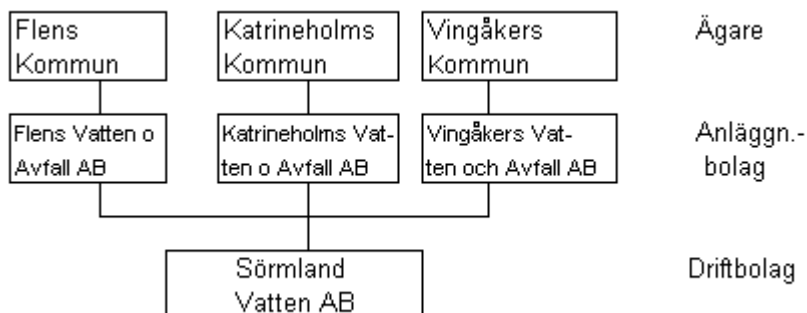 Flens
Kommun
Katrineholms
Kommun
Vingåkers
Kommun
Ägare
Flens Vatten o
Avfall AB
Katrineholms Vat-
ten o Avfall AB
Vingåkers Vat-
ten och Avfall AB
Anläggn.-
bolag
Sörmland
Vatten AB
Driftbolag